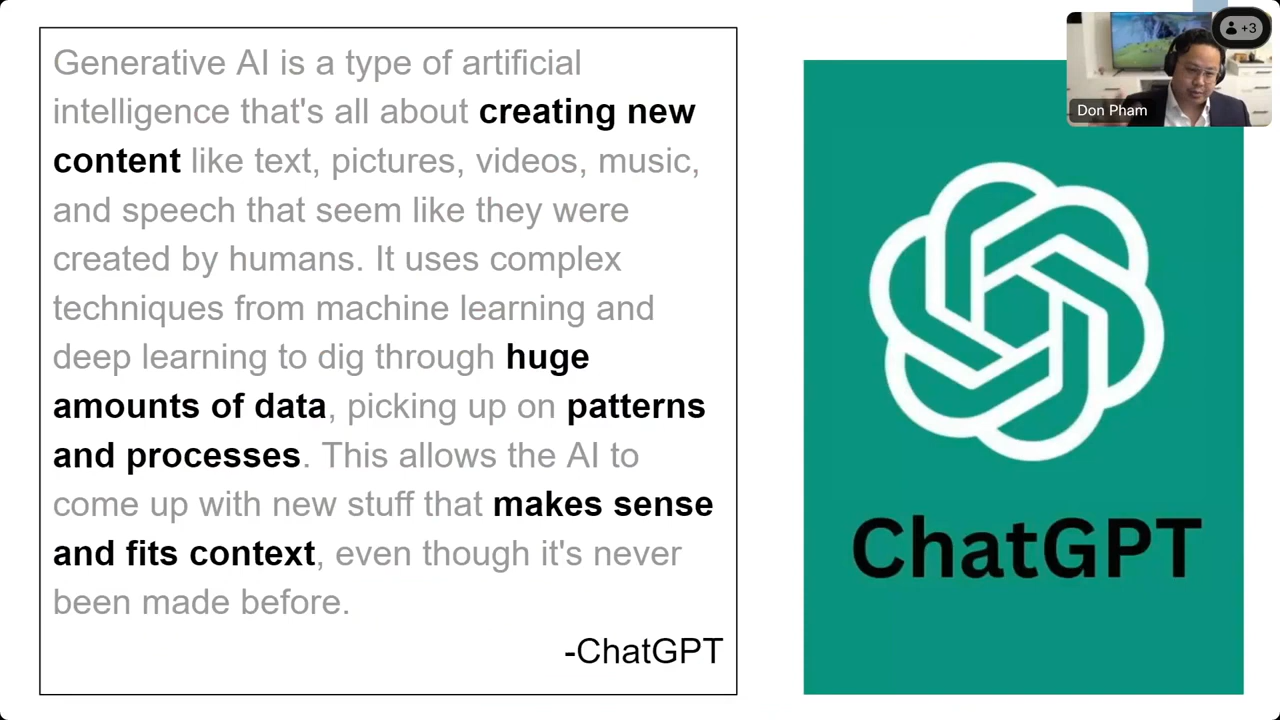 Generative AI is a type of artificial
intelligence that's all about creating new
content like text, pictures, videos, music,
and speech that seem like they were
created by humans. It uses complex
techniques from machine learning and
deep learning to dig through huge
amounts of data, picking up on patterns
and processes. This allows the AI to
come up with new stuff that makes sense
and fits context, even though it's never
been made before.
-ChatGPT
+3
Don Pham
ChatGPT